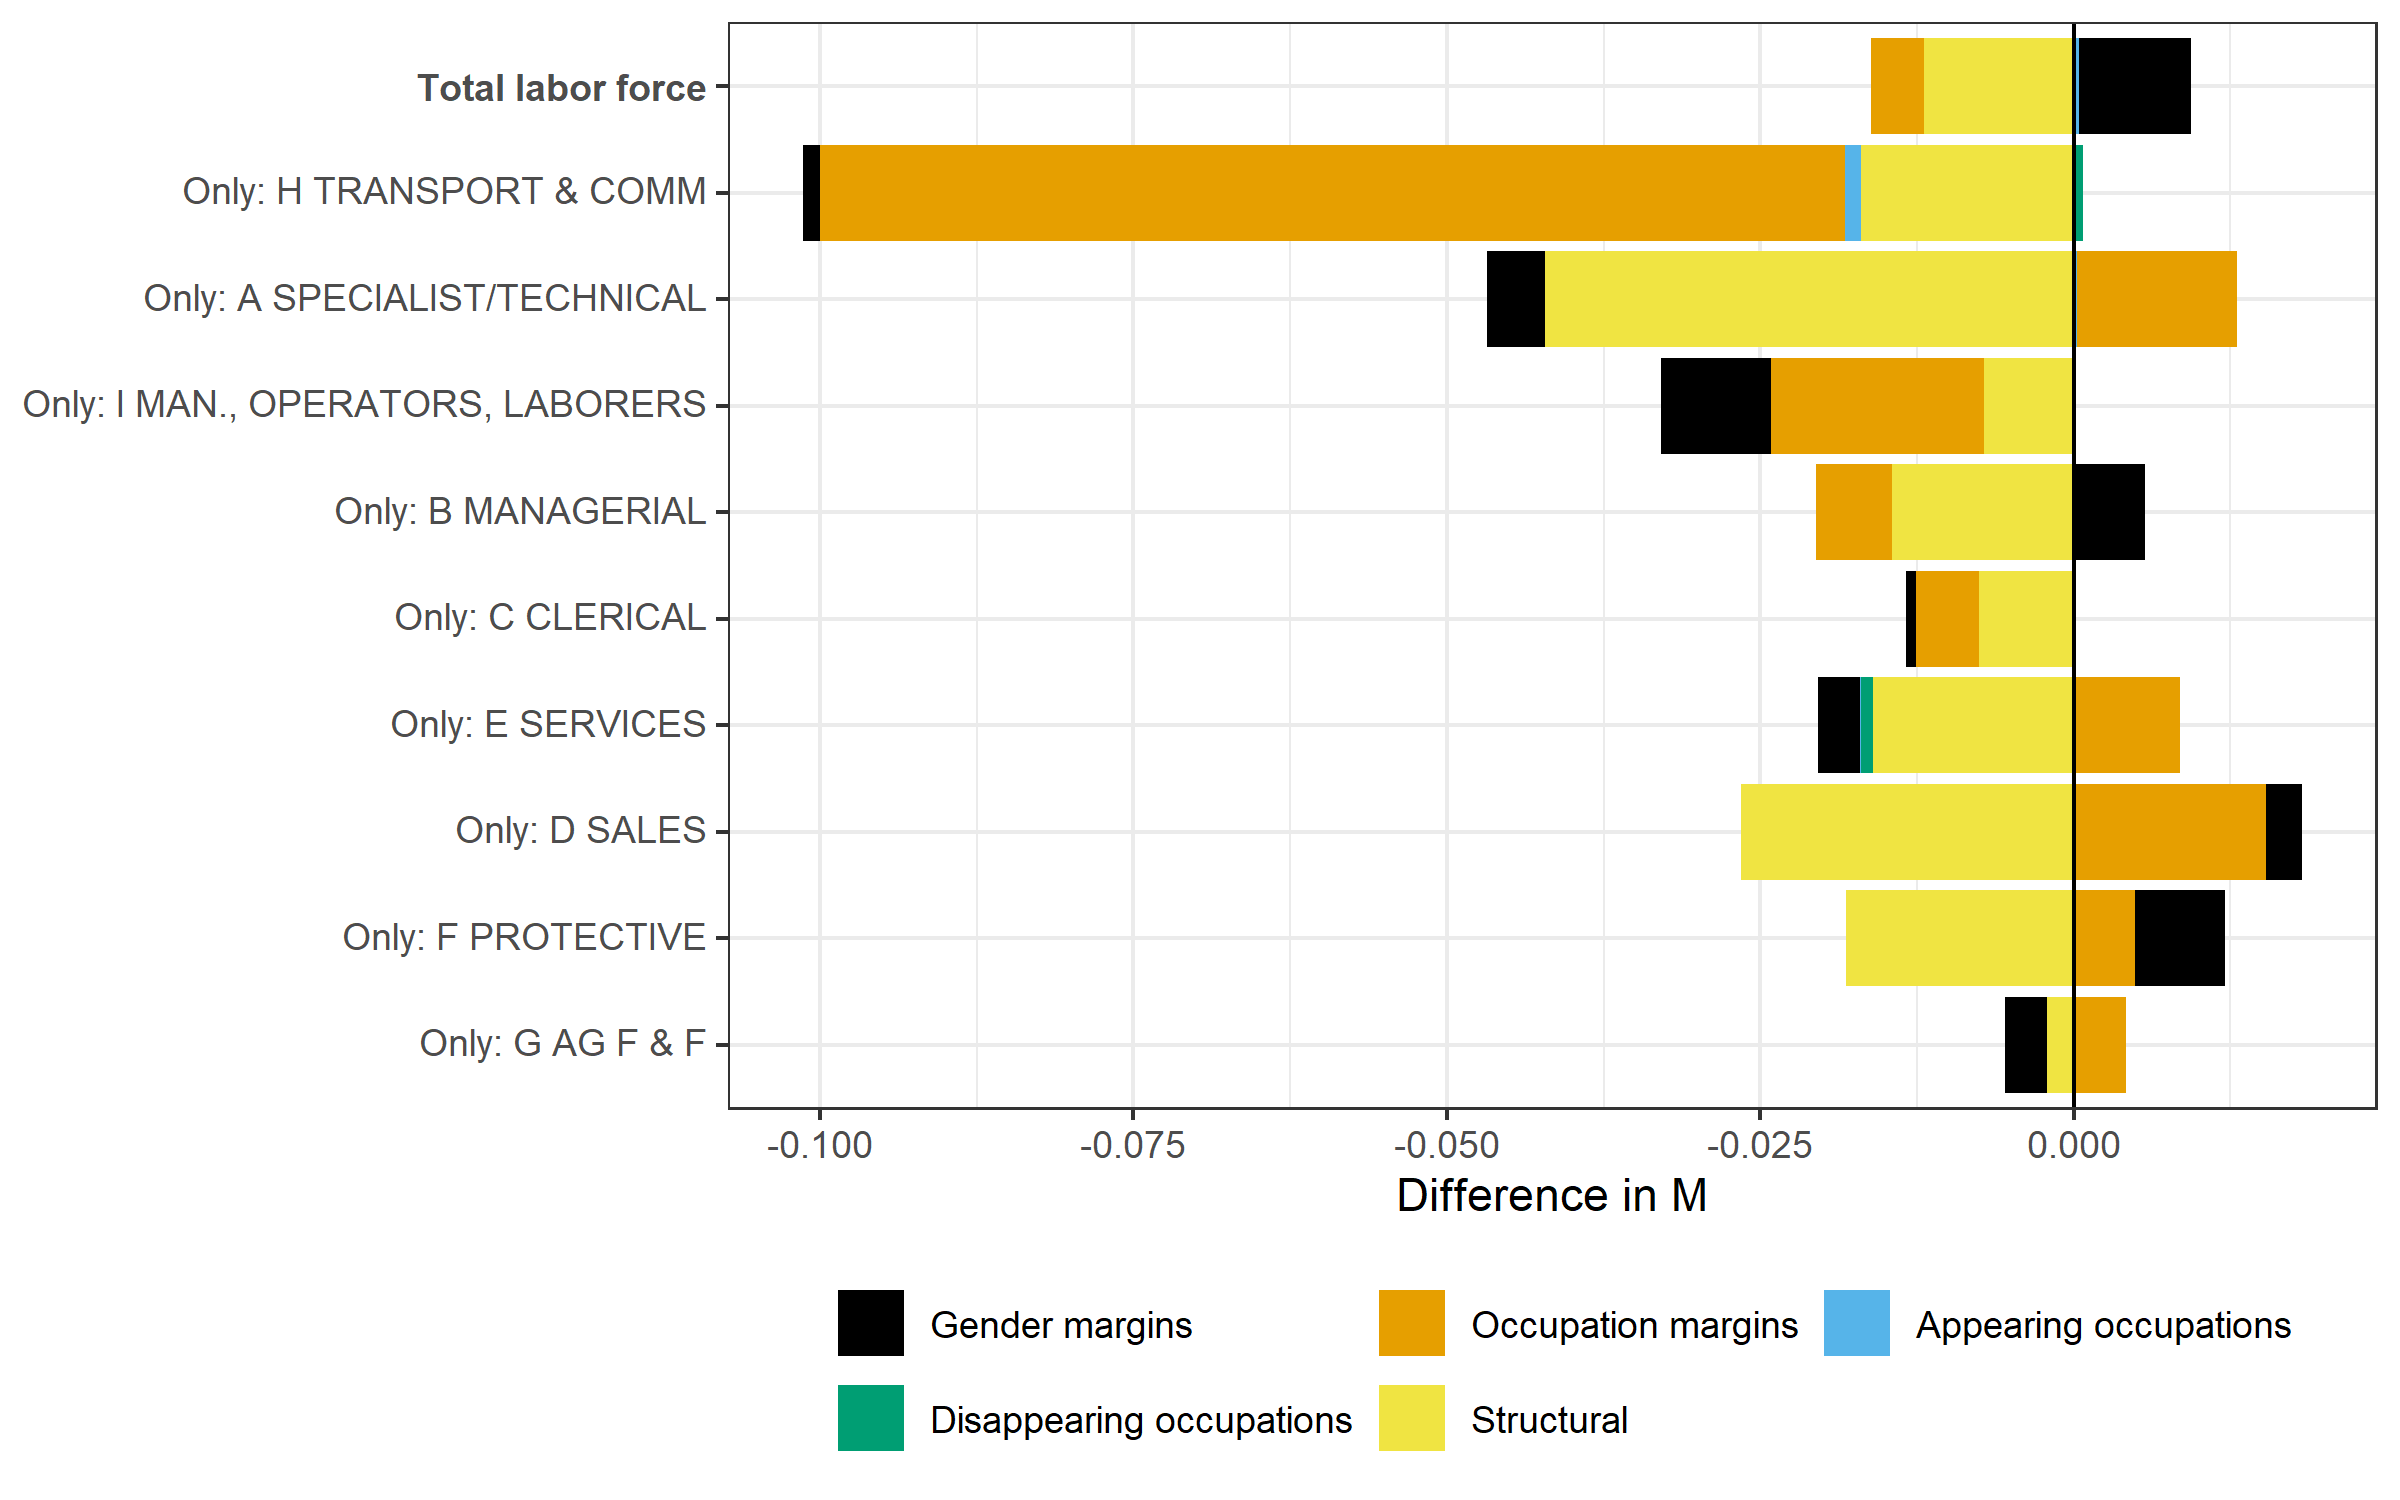 Total labor force
Only: H TRANSPORT & COMM
Only: A SPECIALIST/TECHNICAL
Only: I MAN., OPERATORS, LABORERS
Only: B MANAGERIAL
Only: C CLERICAL
Only: E SERVICES
Only: D SALES
Only: F PROTECTIVE
Only: G AG F & F
-0.100 -0.075 -0.050 -0.025 0.000
Difference in M
Gender margins Occupation margins Appearing occupations
Disappearing occupations Structural